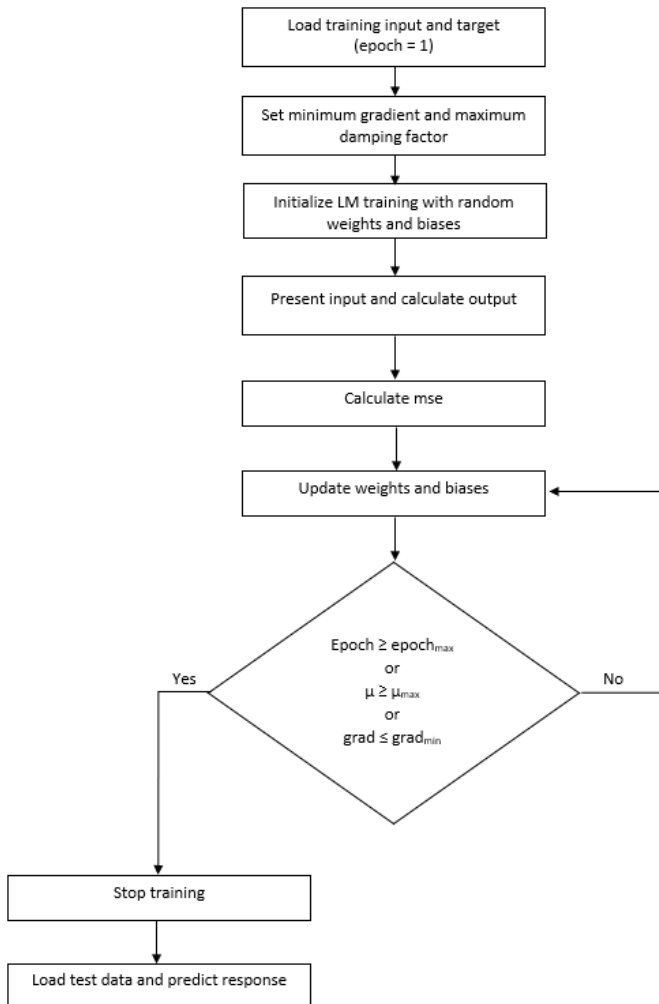 Load training input and target
(epoch = 1)
Set minimum gradient and maximum
damping factor
Initialize LM training with random
weights and biases
Present input and calculate output
Calculate mse
Update weights and biases
Epoch ≥ epochmax
or
Yes
No
μ ≥ μmax
or
grad ≤ gradmin
Stop training
Load test data and predict response